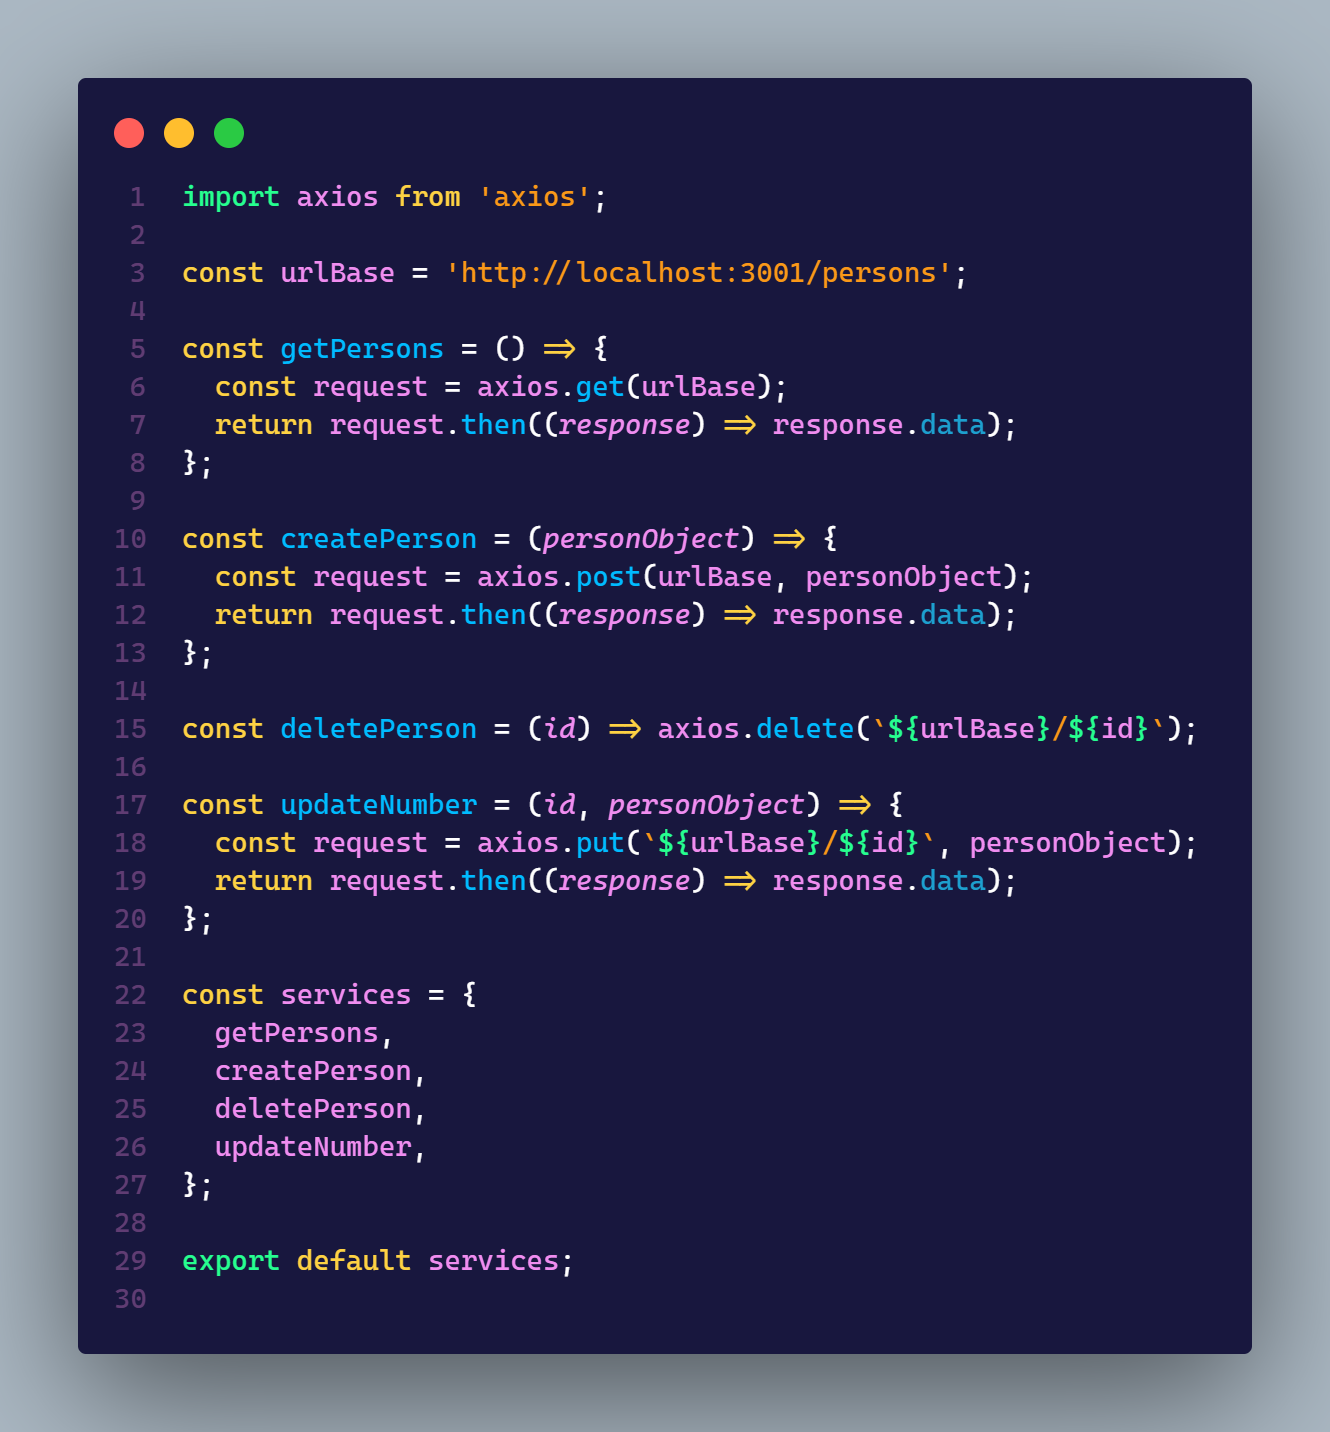 1 import axios from 'axios';
2
3 const urlBase = 'http://localhost:3001/persons';
4
5 const getPersons = () => {
6   const request = axios.get(urlBase);
7   return request.then((response) => response.data);
8 };
9
10 const createPerson = (personObject) => {
11   const request = axios.post(urlBase, personObject);
12   return request.then((response) => response.data);
13 };
14
15 const deletePerson = (id) => axios.delete(`${urlBase}/${id}`);
16
17 const updateNumber = (id, personObject) => {
18   const request = axios.put(`${urlBase}/${id}`, personObject);
19   return request.then((response) => response.data);
20 };
21
22 const services = {
23   getPersons,
24   createPerson,
25   deletePerson,
26   updateNumber,
27 };
28
29 export default services;
30